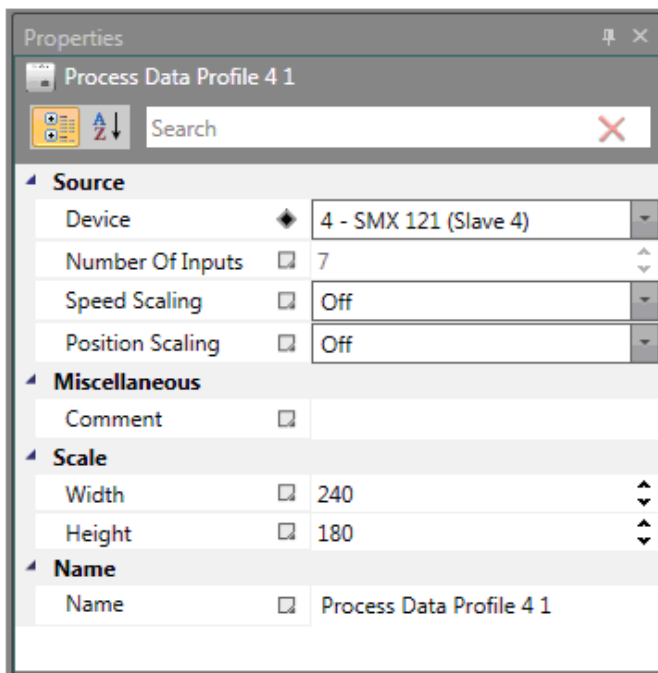 Properties
Process Data Profile 4 1
A Z Search
Source
Device 4 - SMX 121 (Slave 4)
Number Of Inputs 7
Speed Scaling Off
Position Scaling Off
Miscellaneous
Comment
Scale
Width 240
Height 180
Name
Name Process Data Profile 4 1